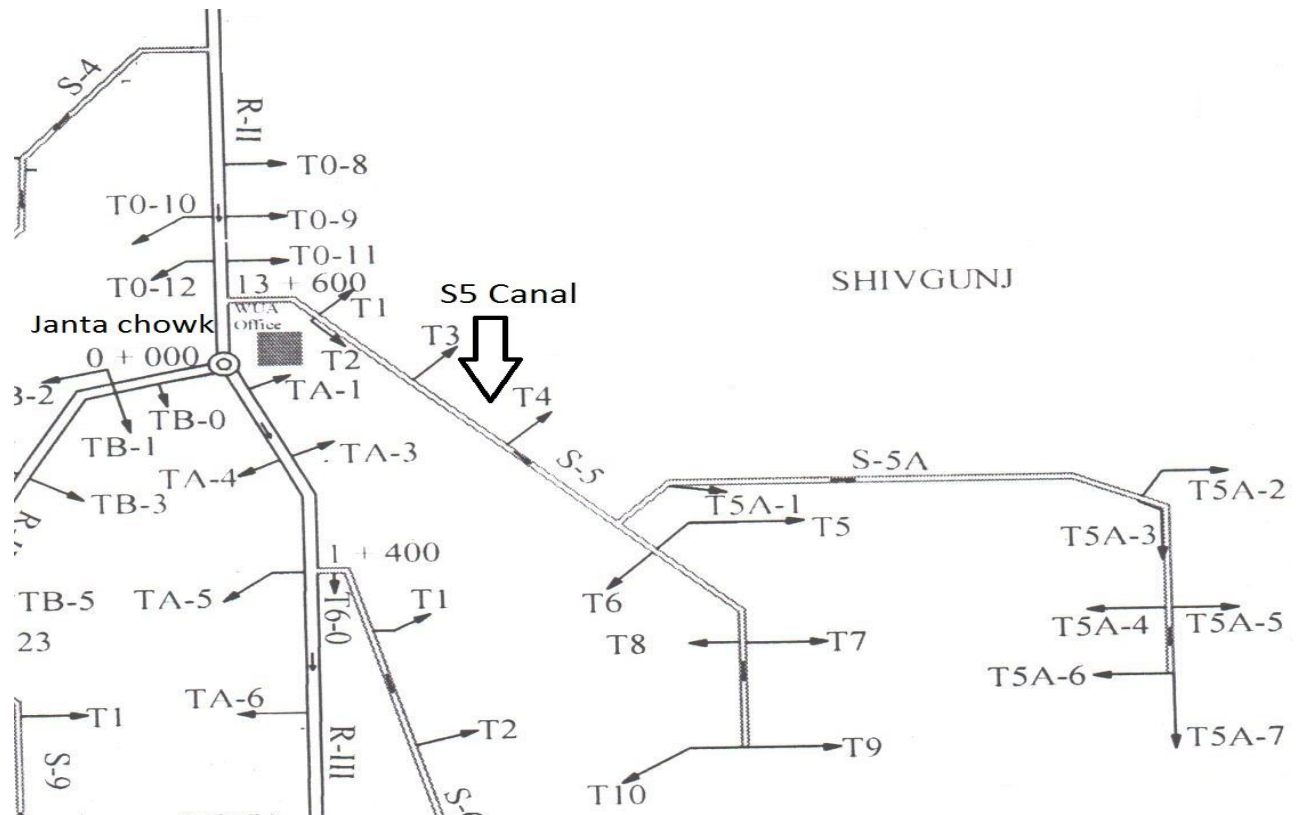 S-4
R-II
T0-8
T0-10
T0-9
T0-11
T0-12
13 + 600
S5 Canal
SHIVGUNJ
WUA
Office
T1
Janta chowk
T3
T2
0 + 000
TA-1
T4
TB-0
TB-1
TA-3
TA-4
S-5
S-5A
TB-3
T5A-1
T5A-2
T5
T5A-3
1 + 400
TB-5
TA-5
T6-0
T1
T6
23
T8
T7
T5A-4
T5A-5
T5A-6
TA-6
T1
T2
R-III
T9
T5A-7
S-9
T10